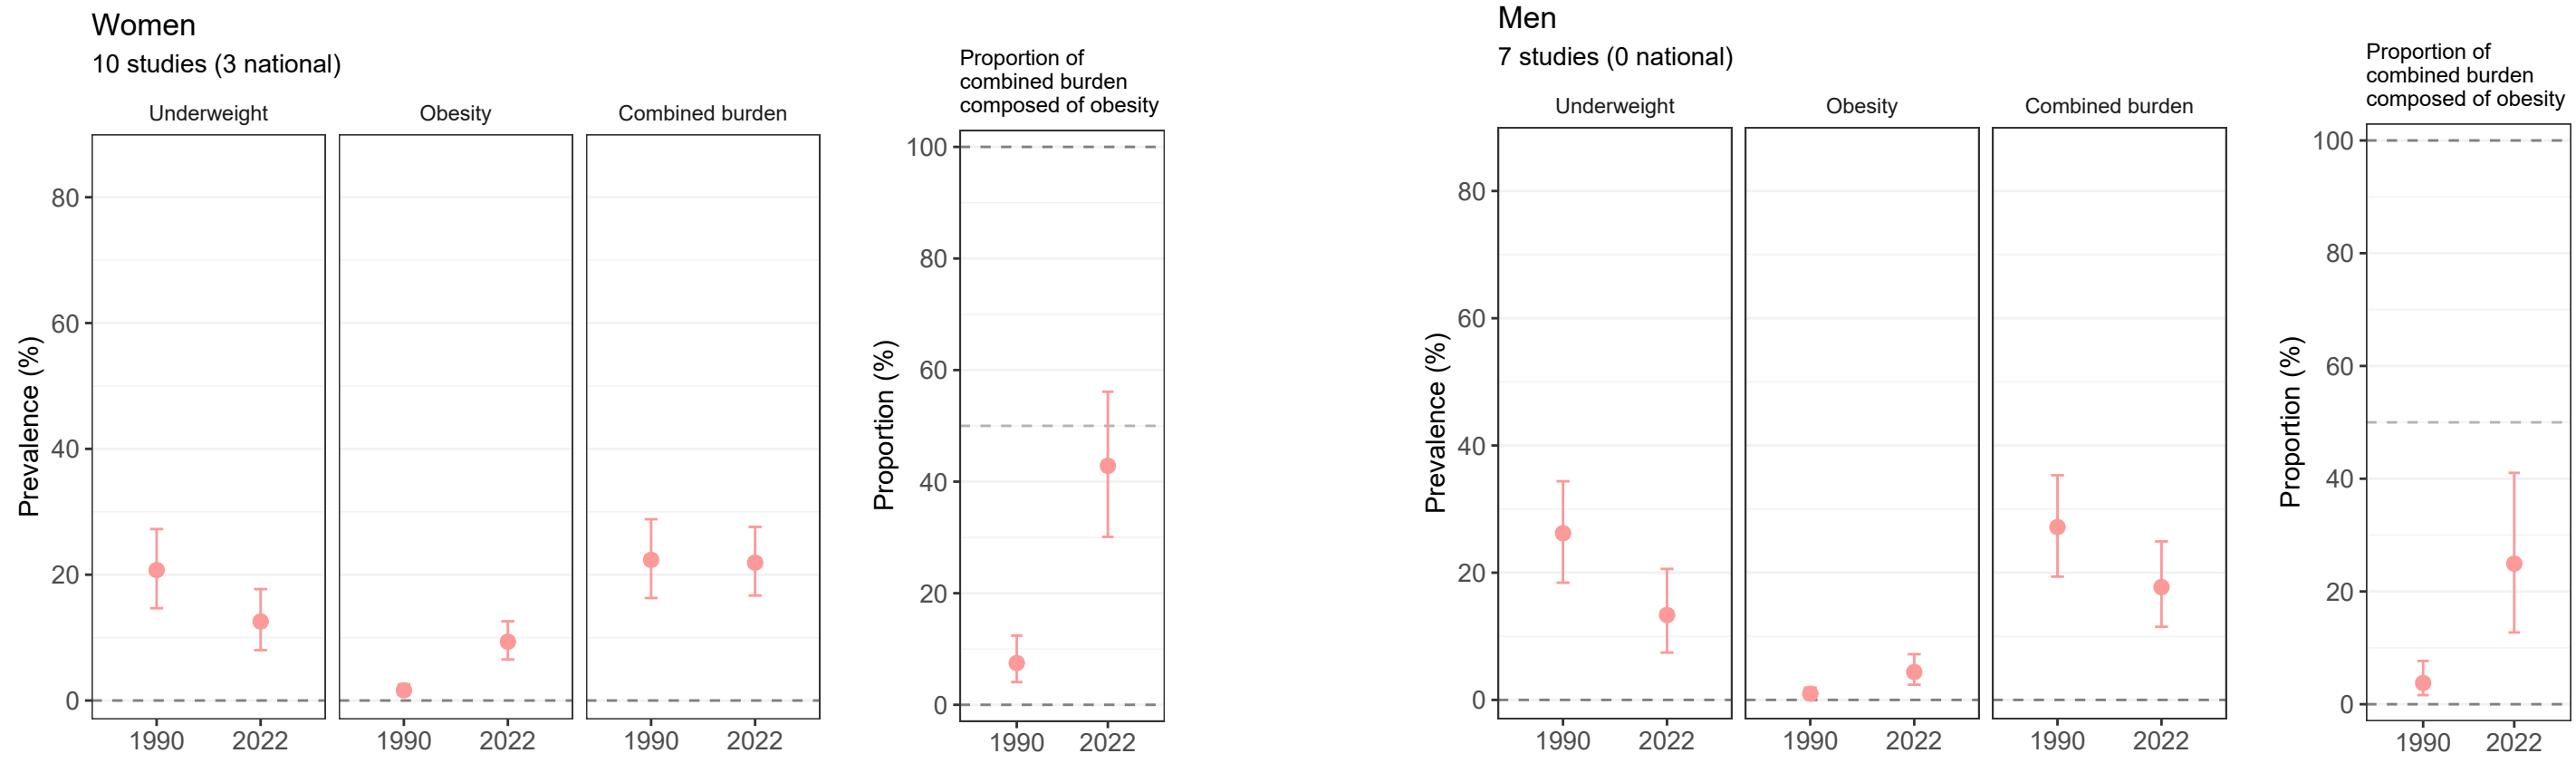 Women
10 studies (3 national)
Underweight
Obesity
Combined burden
Prevalence (%)
80
60
40
20
0
1990 2022
1990 2022
1990 2022
Proportion of
combined burden
composed of obesity
Proportion (%)
100
80
60
40
20
0
1990 2022
Men
7 studies (0 national)
Underweight
Obesity
Combined burden
Prevalence (%)
80
60
40
20
0
1990 2022
1990 2022
1990 2022
Proportion of
combined burden
composed of obesity
Proportion (%)
100
80
60
40
20
0
1990 2022